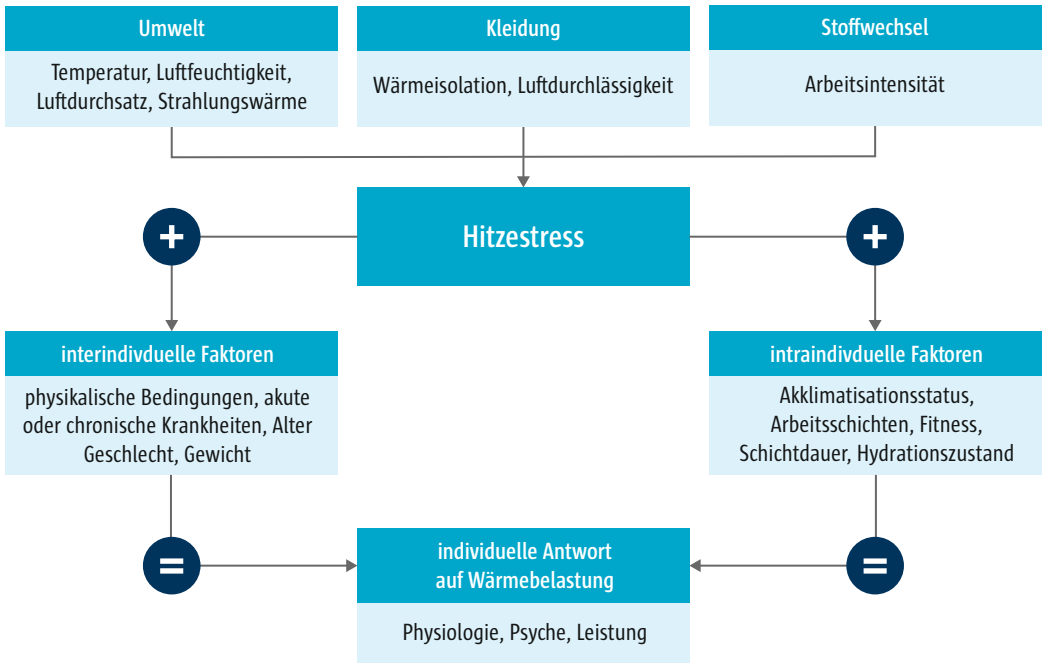 Umwelt
Temperatur, Luftfeuchtigkeit,
Luftdurchsatz, Strahlungswärme
Kleidung
Wärmeisolation, Luftdurchlässigkeit
Stoffwechsel
Arbeitsintensität
Hitzestress
+
+
interindivduelle Faktoren
physikalische Bedingungen, akute
oder chronische Krankheiten, Alter
Geschlecht, Gewicht
intraindivduelle Faktoren
Akklimatisationsstatus,
Arbeitsschichten, Fitness,
Schichtdauer, Hydrationszustand
=
=
individuelle Antwort
auf Wärmebelastung
Physiologie, Psyche, Leistung